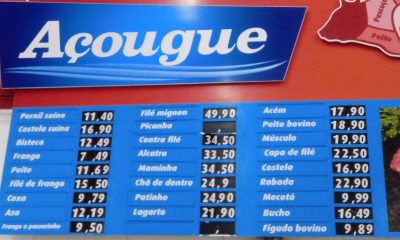 Açougue
Pescoço
Peito
Pernil suíno 11,40
Costela suína 16,90
Bisteca 12,49
Frango 7,49
Peito 11,69
Filé de frango 15,50
Coxa 9,79
Asa 12,19
Frango a passarinho 9,50
Filé mignon 49,90
Picanha
Contra filé 34,50
Alcatra 33,50
Maminha 34,50
Chã de dentro 24,9
Patinho 24,90
Lagarto 21,90
Acém 17,90
Peito bovino 18,90
Músculo 19,90
Capa de filé 22,50
Costela 16,90
Rabada 22,90
Mocotó 9,99
Bucho 16,49
Fígado bovino 9,89